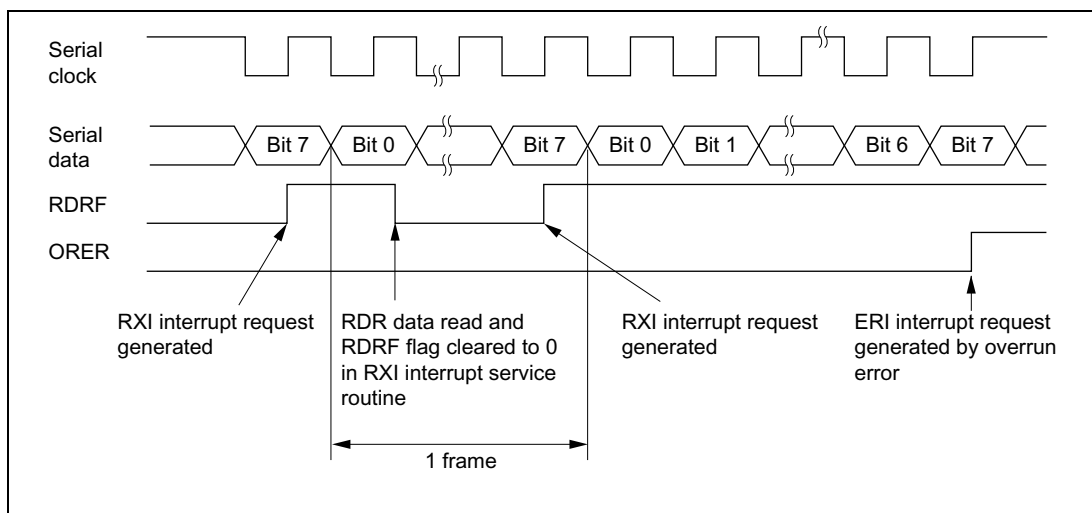 Serial
clock
Serial
data
Bit 7
Bit 0
Bit 7
Bit 0
Bit 1
Bit 6
Bit 7
RDRF
ORER
RXI interrupt request
generated
RDR data read and
RDRF flag cleared to 0
in RXI interrupt service
routine
RXI interrupt request
generated
ERI interrupt request
generated by overrun
error
1 frame